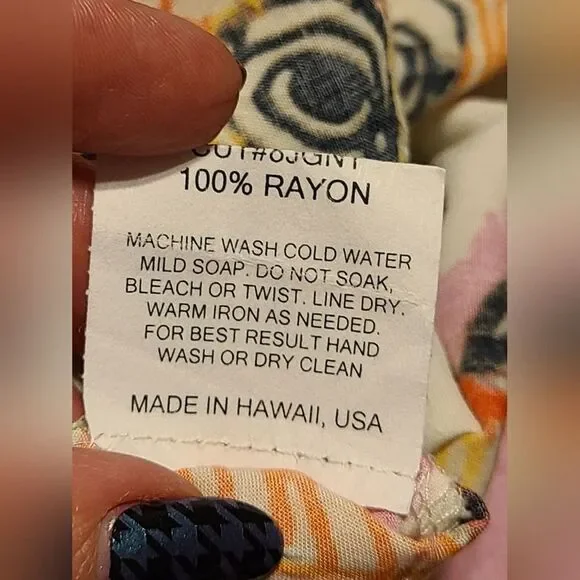 100% RAYON
MACHINE WASH COLD WATER
MILD SOAP. DO NOT SOAK,
BLEACH OR TWIST. LINE DRY.
WARM IRON AS NEEDED.
FOR BEST RESULT HAND
WASH OR DRY CLEAN
MADE IN HAWAII, USA